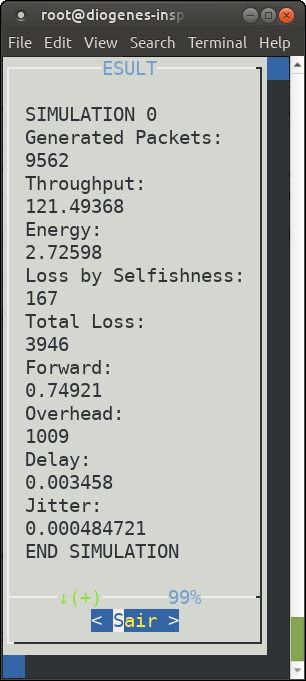 root@diogenes-insp
File Edit View Search Terminal Help
ESULT
SIMULATION 0
Generated Packets:
9562
Throughput:
121.49368
Energy:
2.72598
Loss by Selfishness:
167
Total Loss:
3946
Forward:
0.74921
Overhead:
1009
Delay:
0.003458
Jitter:
0.000484721
END SIMULATION
↓(+) 99%
< Sair >